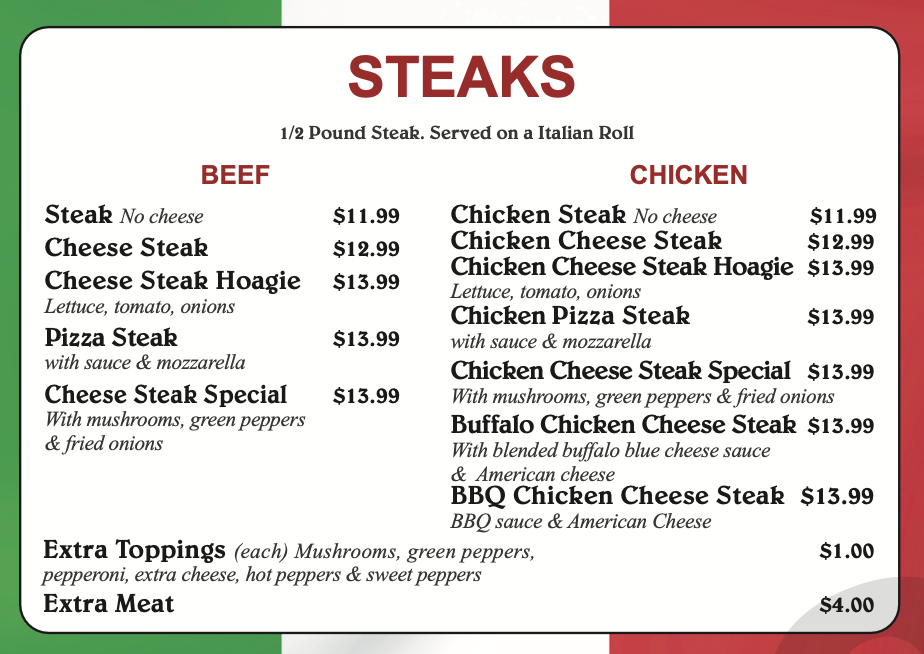 STEAKS
1/2 Pound Steak. Served on a Italian Roll
BEEF
Steak No cheese $11.99
Cheese Steak $12.99
Cheese Steak Hoagie $13.99
Lettuce, tomato, onions
Pizza Steak $13.99
with sauce & mozzarella
Cheese Steak Special $13.99
With mushrooms, green peppers
& fried onions
CHICKEN
Chicken Steak No cheese $11.99
Chicken Cheese Steak $12.99
Chicken Cheese Steak Hoagie $13.99
Lettuce, tomato, onions
Chicken Pizza Steak $13.99
with sauce & mozzarella
Chicken Cheese Steak Special $13.99
With mushrooms, green peppers & fried onions
Buffalo Chicken Cheese Steak $13.99
With blended buffalo blue cheese sauce
& American cheese
BBQ Chicken Cheese Steak $13.99
BBQ sauce & American Cheese
Extra Toppings (each) Mushrooms, green peppers, $1.00
pepperoni, extra cheese, hot peppers & sweet peppers
Extra Meat $4.00